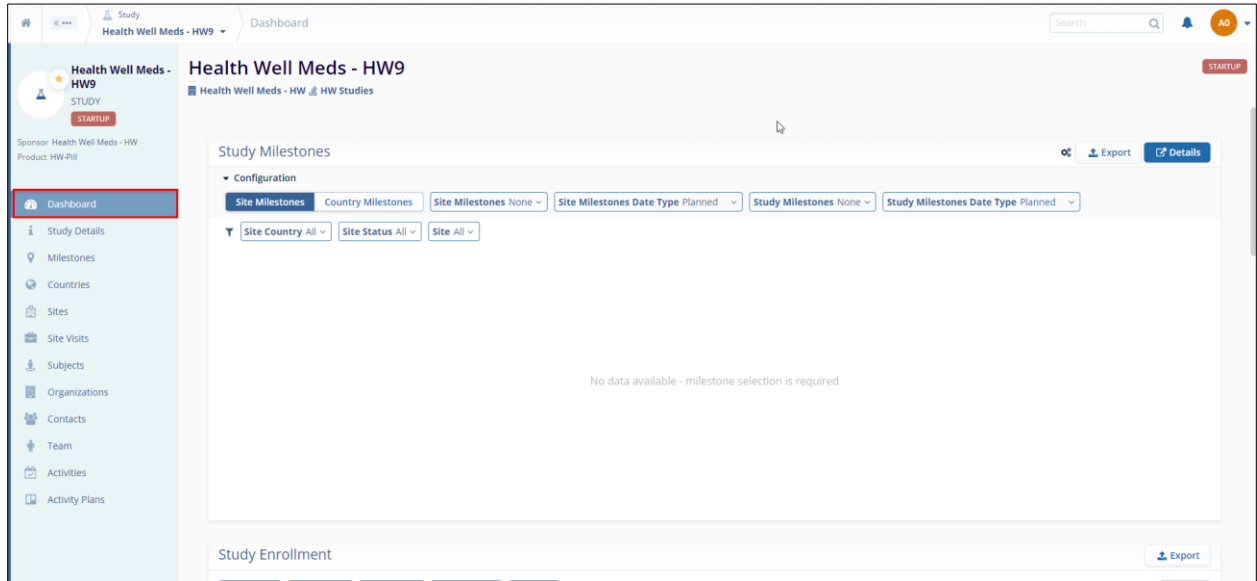 Study
Health Well Meds - HW9
Dashboard
Search
AO
Health Well Meds -
HW9
STUDY
STARTUP
Sponsor Health Well Meds - HW
Product HW-Pill
Dashboard
Study Details
Milestones
Countries
Sites
Site Visits
Subjects
Organizations
Contacts
Team
Activities
Activity Plans
Health Well Meds - HW9
STARTUP
Health Well Meds - HW HW Studies
Study Milestones
Export Details
Configuration
Site Milestones Country Milestones Site Milestones None Site Milestones Date Type Planned Study Milestones None Study Milestones Date Type Planned
Site Country All Site Status All Site All
No data available - milestone selection is required
Study Enrollment
Export